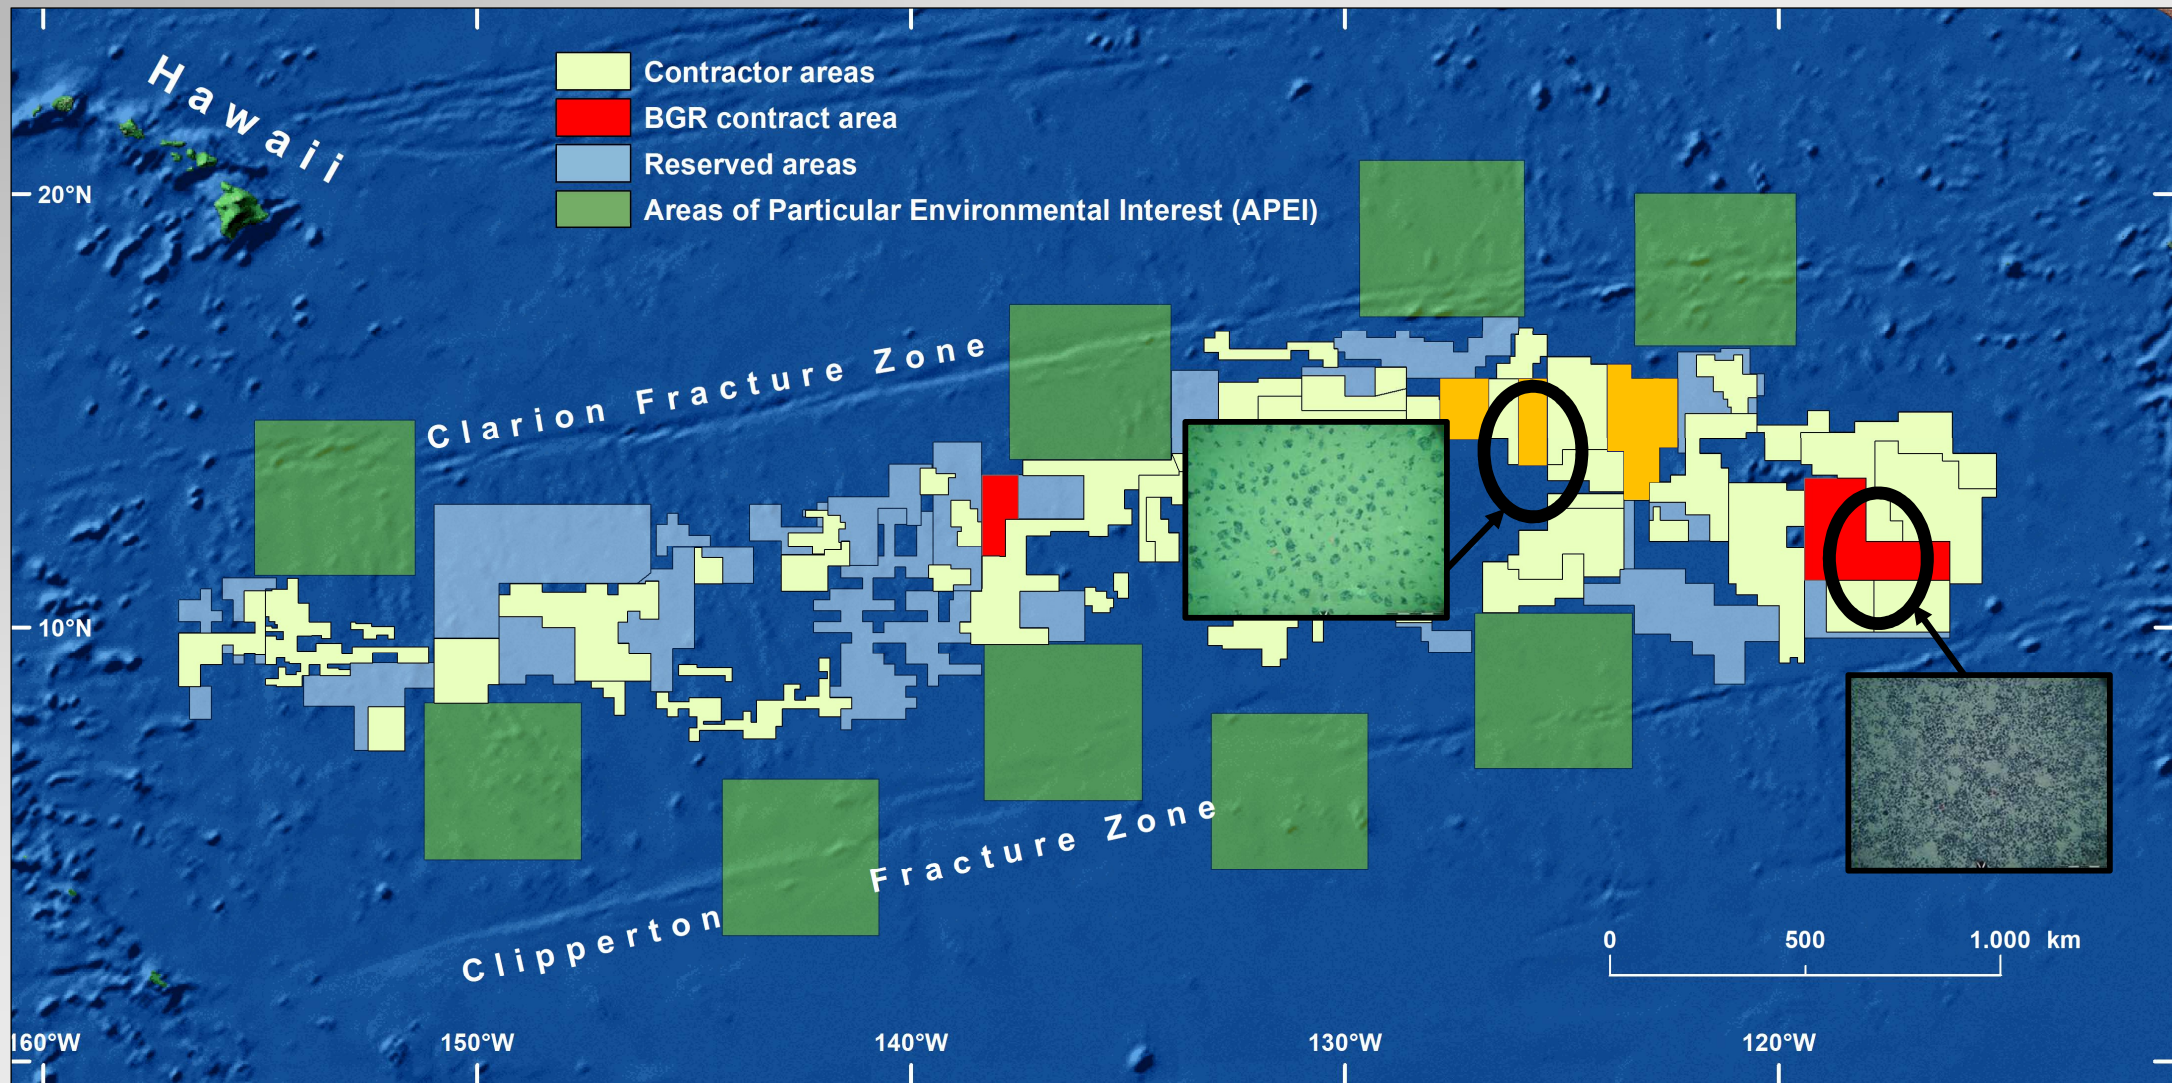 Hawaii
Contractor areas
BGR contract area
Reserved areas
Areas of Particular Environmental Interest (APEI)
20°N
Clarion Fracture Zone
10°N
Clipperton Fracture Zone
0 500 1.000 km
160°W 150°W 140°W 130°W 120°W